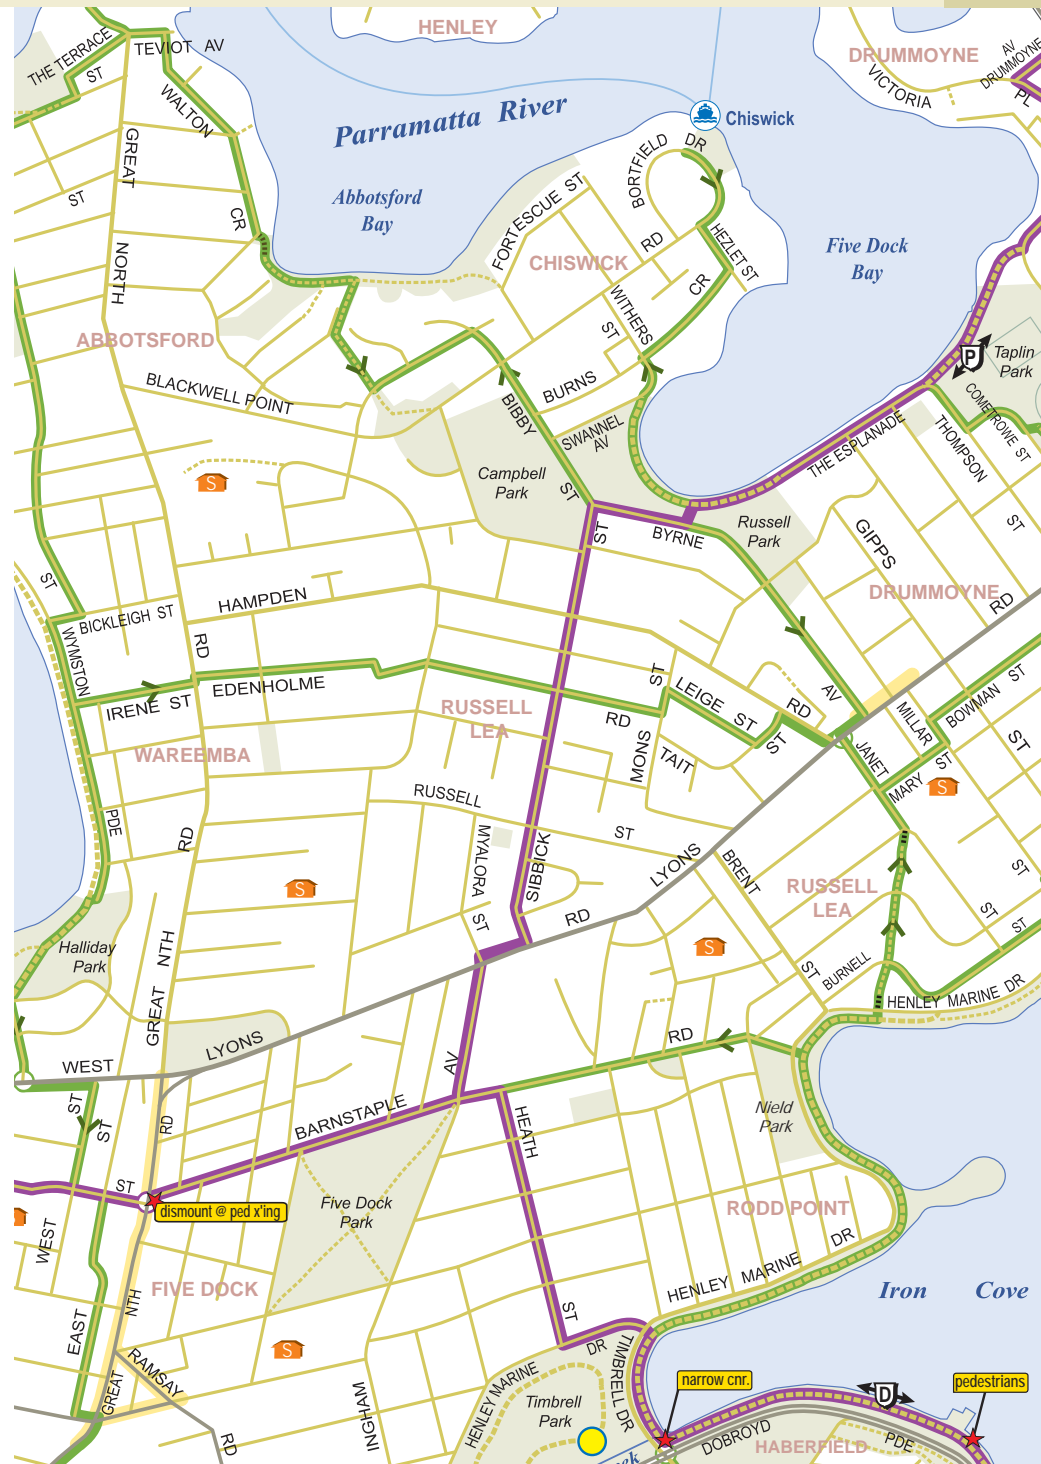 HENLEY
DRUMMOYNE
THE TERRACE
TEVIOT AV
ST
AV
DRUMMOYNE
PL
VICTORIA
WALTON
CR
Parramatta River
Chiswick
GREAT
NORTH
ST
Abbotsford
Bay
BORTFIELD DR
FORTESCUE ST
RD
HEZLET ST
CHISWICK
Five Dock
Bay
WITHERS
ST
CR
ABBOTSFORD
P
Taplin
Park
BLACKWELL POINT
BURNS
BIBBY
ST
SWANNEL
AV
COMETROWE ST
THOMPSON
ST
THE ESPLANADE
S
Campbell
Park
Russell
Park
ST
BYRNE
GIPPS
ST
DRUMMOYNE
RD
HAMPDEN
BICKLEIGH ST
WYMSTON
RD
IRENE ST
EDENHOLME
RD
RUSSELL
LEA
ST
LEIGE ST
RD
AV
MILLAR
ST
BOWMAN ST
ST
WAREEMBA
MONS
TAIT
ST
JANET
MARY
S
PDE
RD
RUSSELL
ST
MYALORA
ST
SIBBICK
LYONS
RD
BRENT
ST
RUSSELL
LEA
ST
ST
ST
S
S
Halliday
Park
NTH
GREAT
BURNELL
HENLEY MARINE DR
LYONS
WEST
ST
ST
RD
AV
RD
BARNSTAPLE
HEATH
ST
Nield
Park
ST
dismount @ ped x'ing
Five Dock
Park
RODD POINT
S
WEST
FIVE DOCK
NTH
HENLEY MARINE DR
Iron Cove
EAST
S
GREAT
RAMSAY
RD
INGHAM
HENLEY MARINE
DR
TIMBRELL DR
Timbrell
Park
narrow cnr.
pedestrians
D
DOBROYD
PDE
HABERFIELD